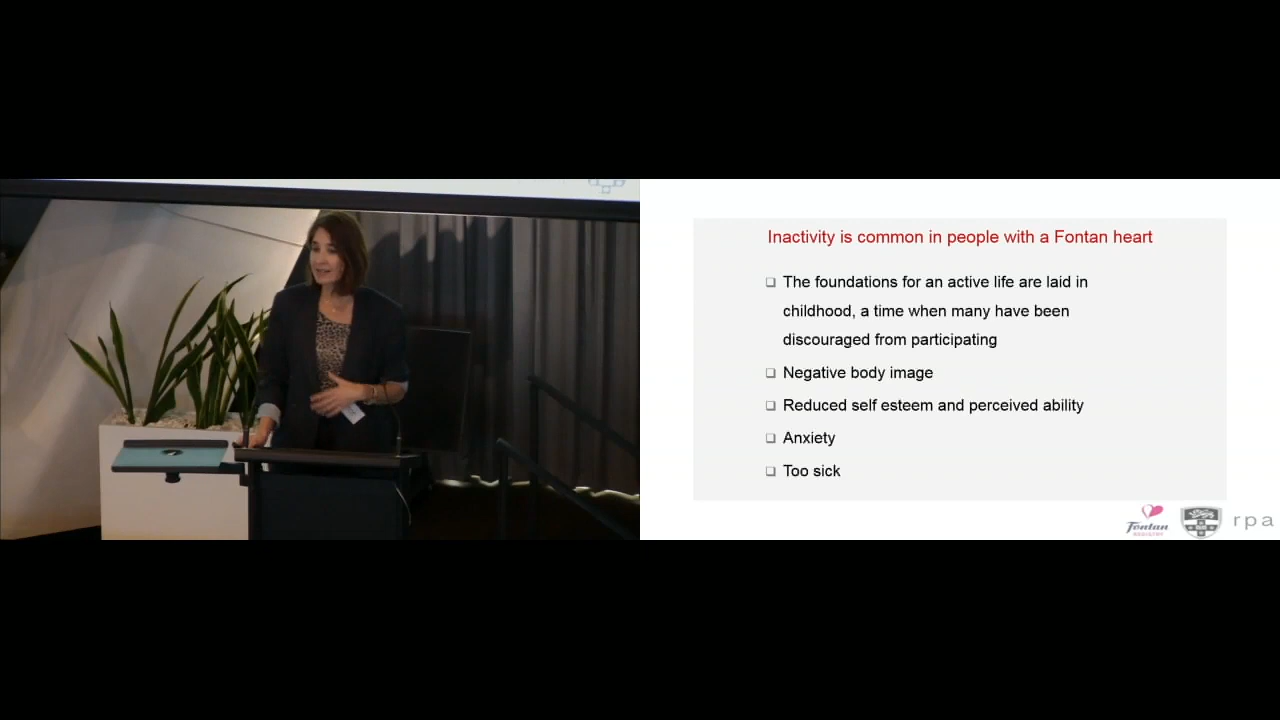 Inactivity is common in people with a Fontan heart
The foundations for an active life are laid in
childhood, a time when many have been
discouraged from participating
Negative body image
Reduced self esteem and perceived ability
Anxiety
Too sick
Fontan
REGISTRY
rpa